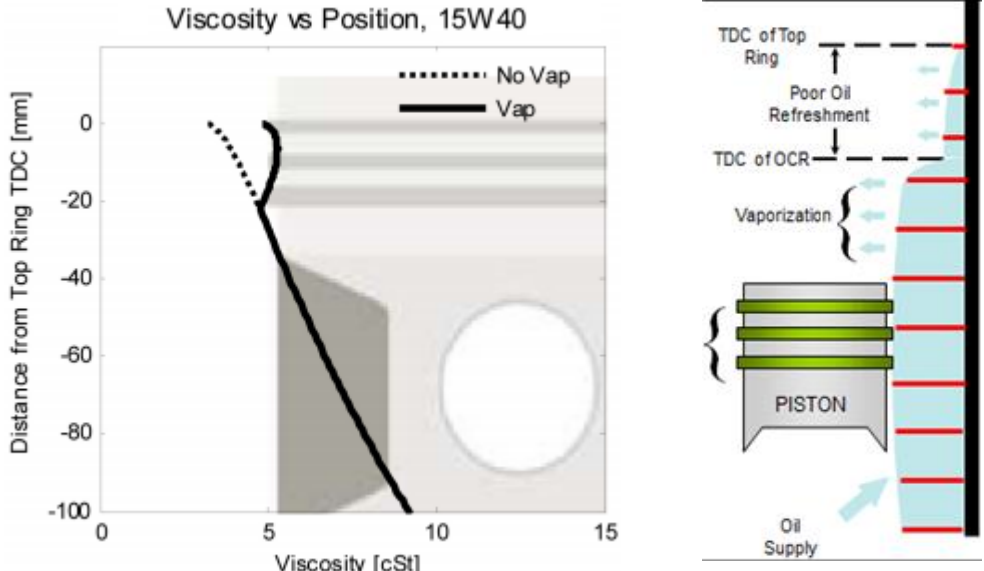 Viscosity vs Position, 15W40
No Vap
Vap
Distance from Top Ring TDC [mm]
0
-20
-40
-60
-80
-100
0
5
10
15
Viscosity [cSt]
TDC of Top
Ring
Poor Oil
Refreshment
TDC of OCR
Vaporization
PISTON
Oil
Supply